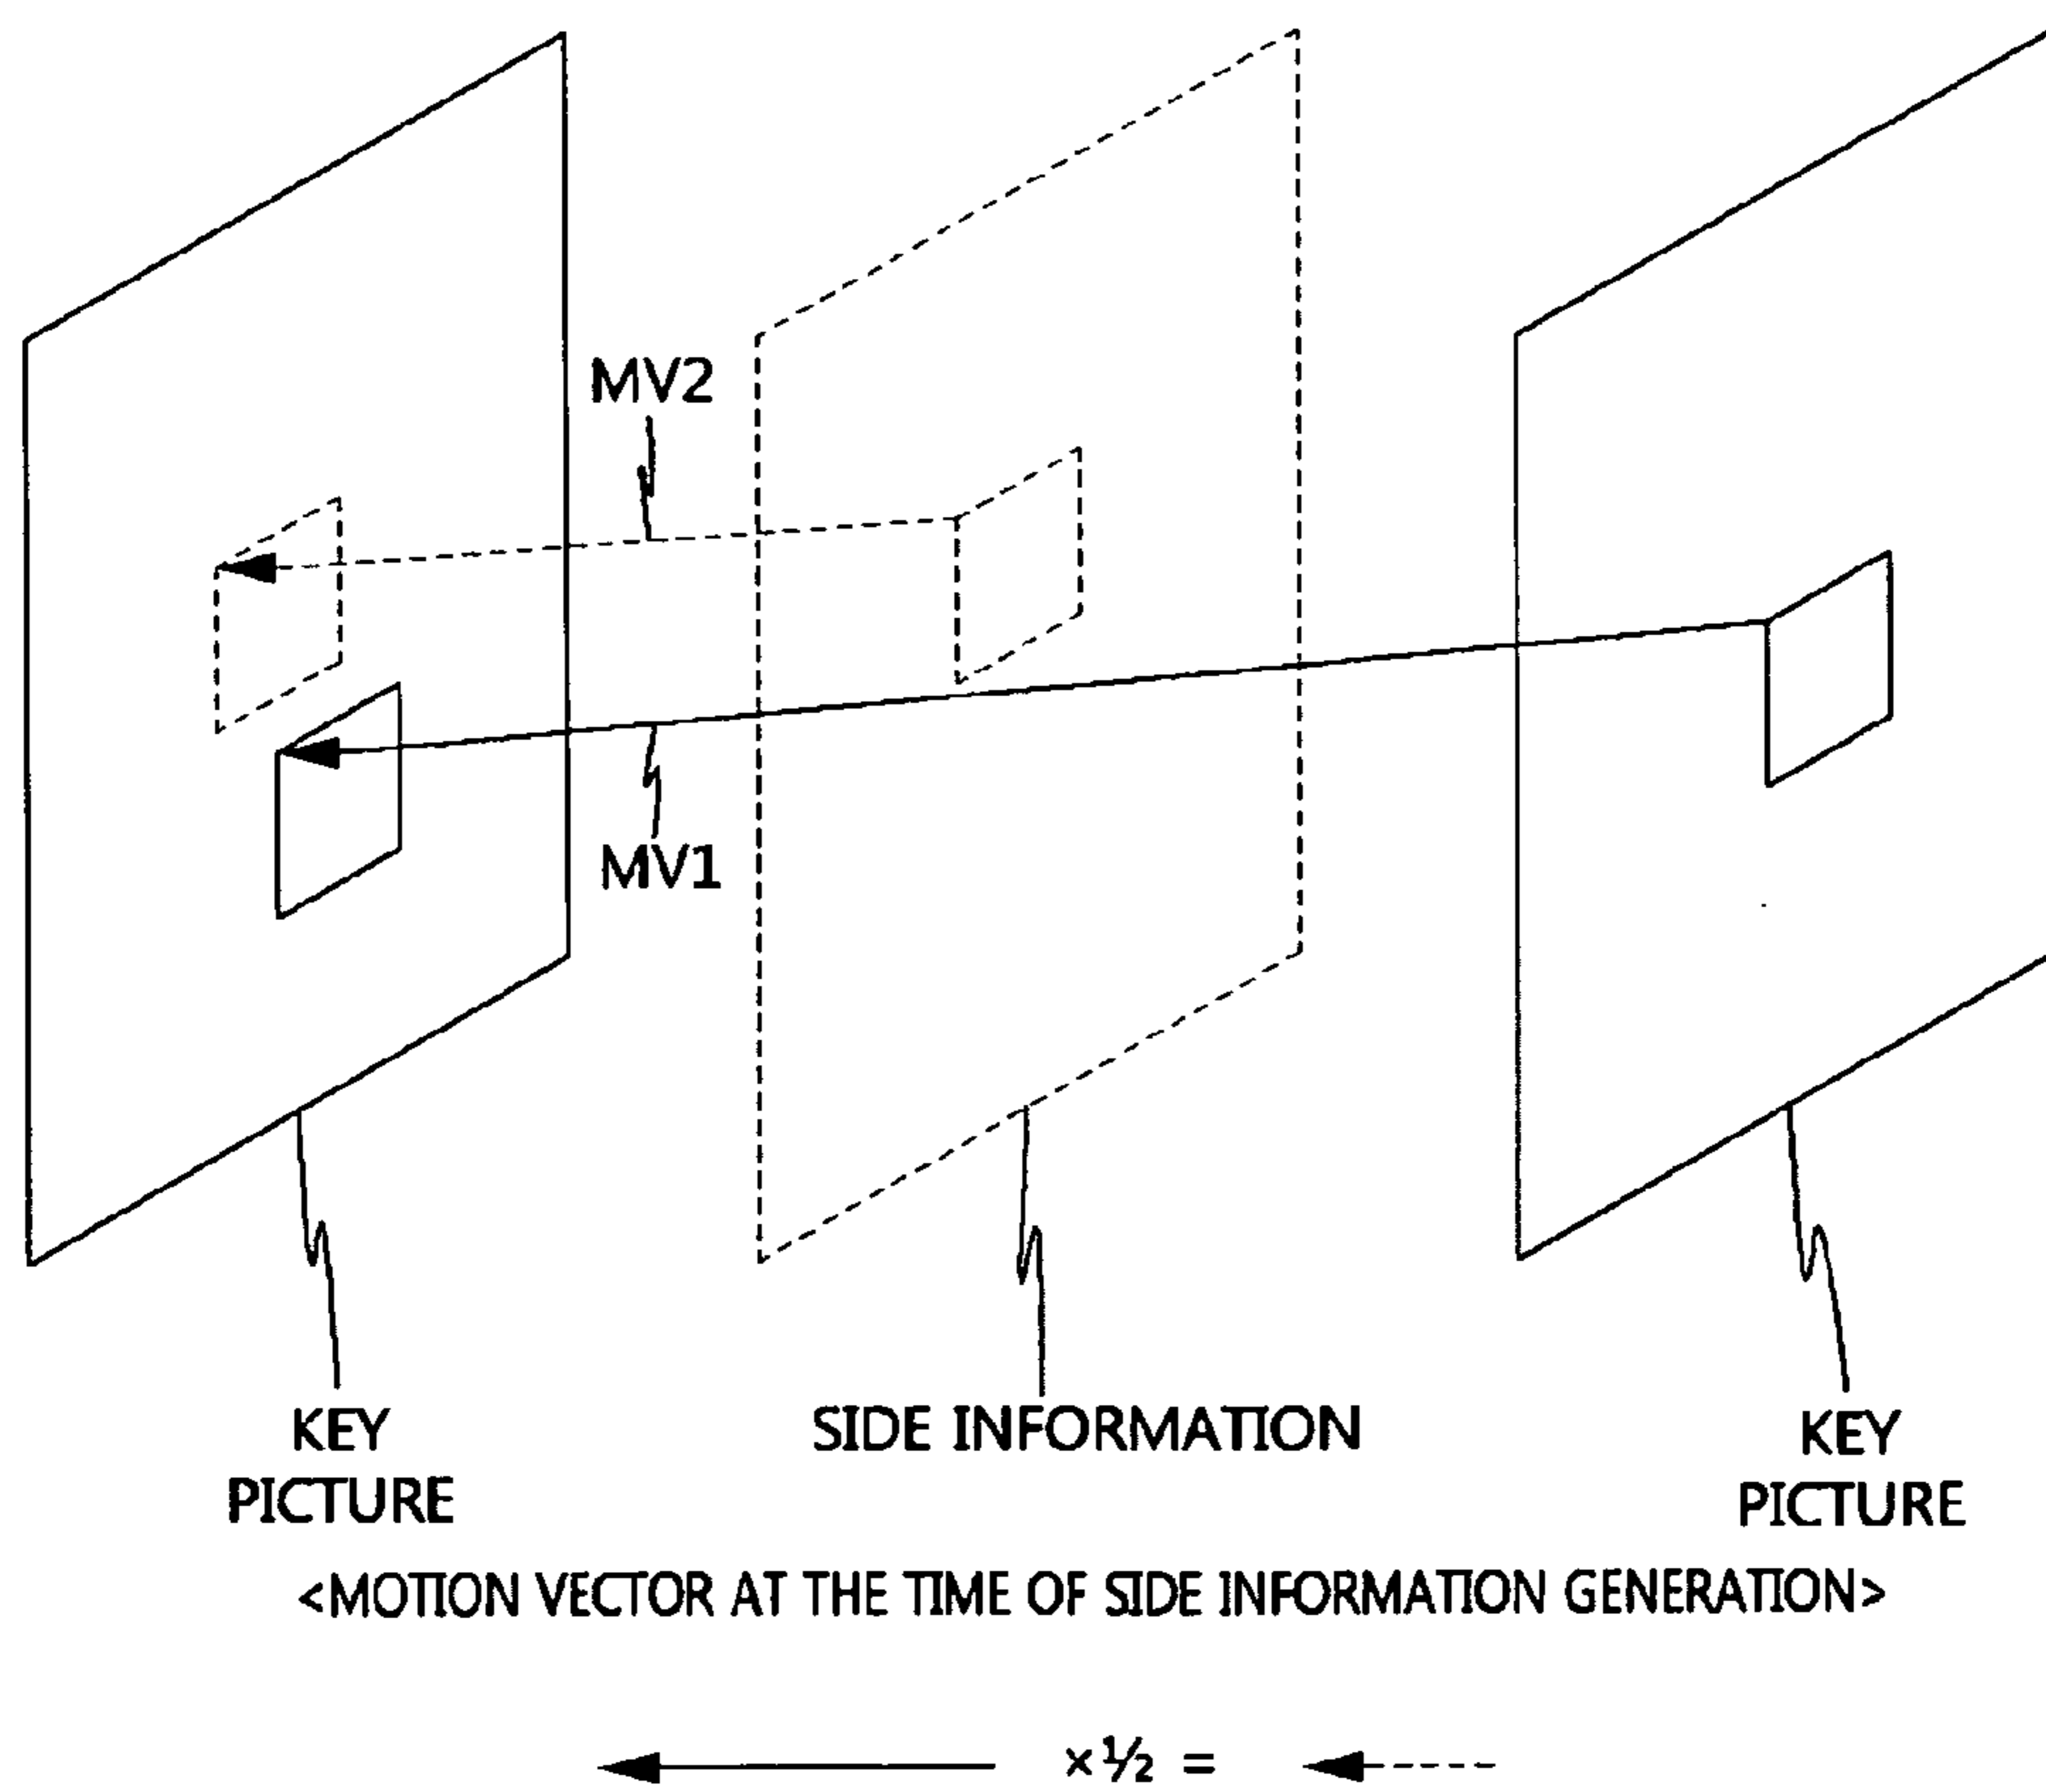 MV2
MV1
KEY
PICTURE
SIDE INFORMATION
KEY
PICTURE
<MOTION VECTOR AT THE TIME OF SIDE INFORMATION GENERATION>
×½ =